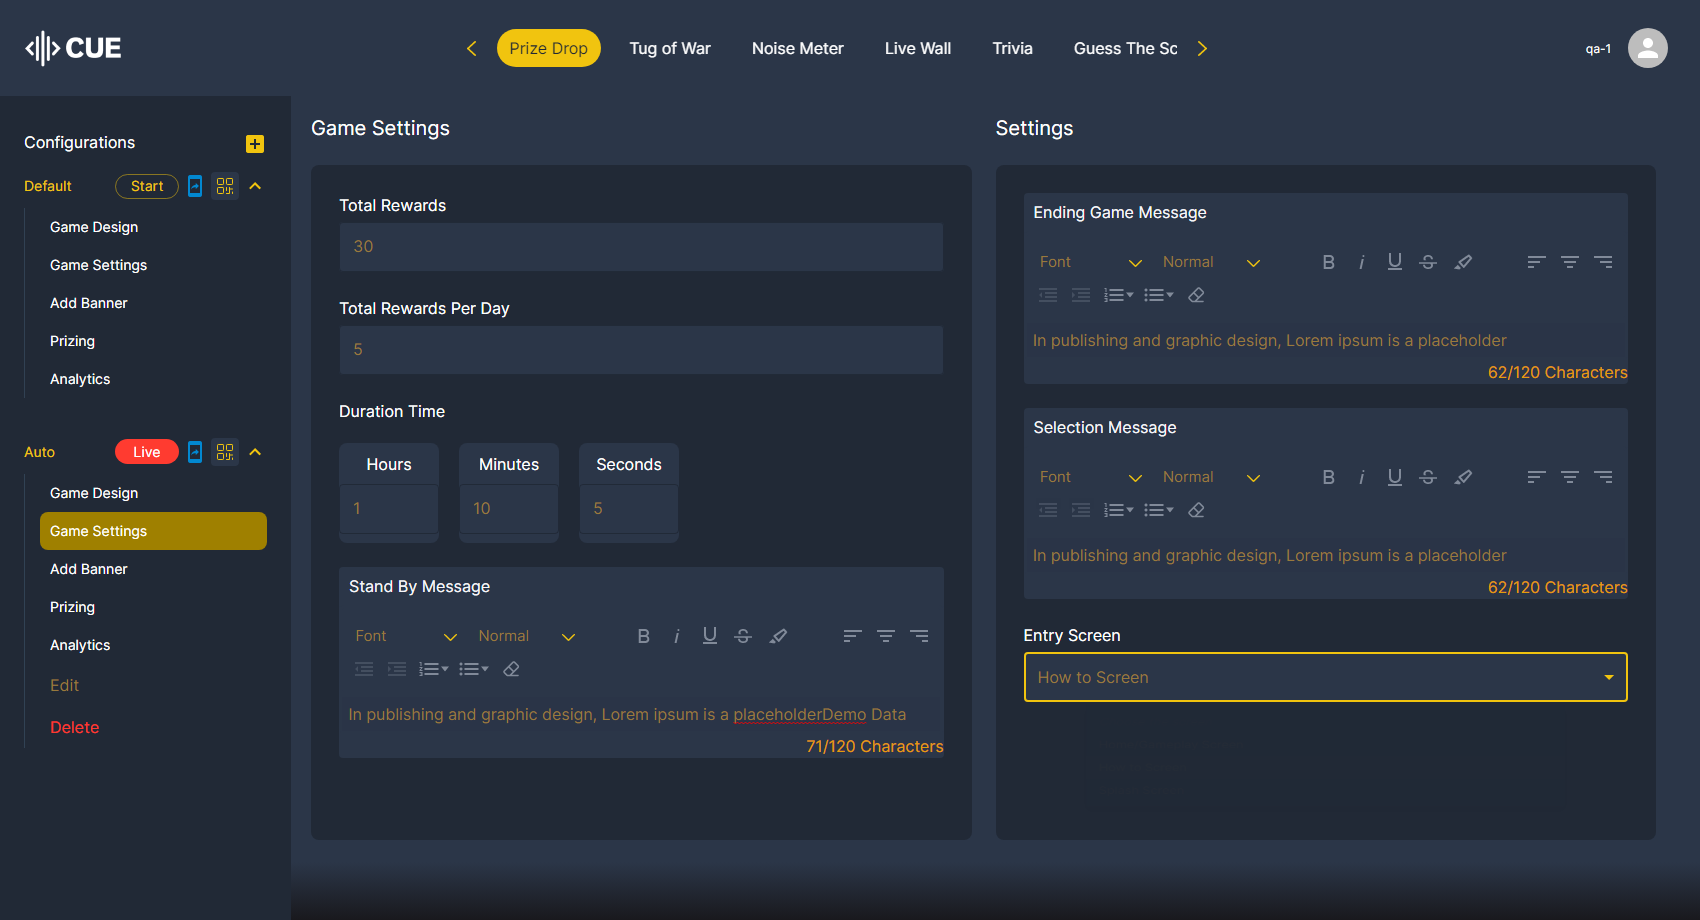 CUE
Prize Drop
Tug of War
Noise Meter
Live Wall
Trivia
Guess The Sc
qa-1
Configurations
Default
Start
Game Design
Game Settings
Add Banner
Prizing
Analytics
Auto
Live
Game Design
Game Settings
Add Banner
Prizing
Analytics
Edit
Delete
Game Settings
Total Rewards
30
Total Rewards Per Day
5
Duration Time
Hours
Minutes
Seconds
1
10
5
Stand By Message
Font
Normal
B
i
U
S
In publishing and graphic design, Lorem ipsum is a placeholderDemo Data
71/120 Characters
Settings
Ending Game Message
Font
Normal
B
i
U
S
In publishing and graphic design, Lorem ipsum is a placeholder
62/120 Characters
Selection Message
Font
Normal
B
i
U
S
In publishing and graphic design, Lorem ipsum is a placeholder
62/120 Characters
Entry Screen
How to Screen